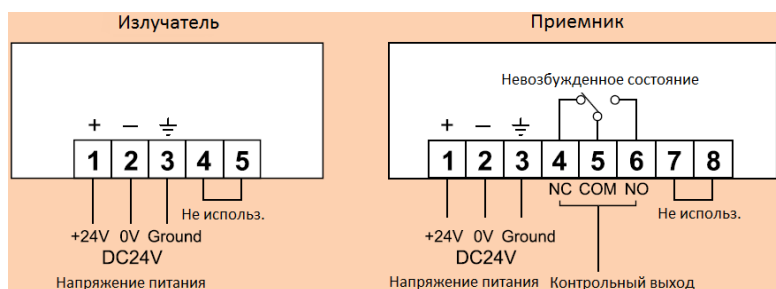 Излучатель
+ −
1 2 3 4 5
Не использ.
+24V 0V Ground
DC24V
Напряжение питания
Приемник
Невозбужденное состояние
+ −
1 2 3 4 5 6 7 8
NC COM NO
Не использ.
+24V 0V Ground
DC24V
Напряжение питания Контрольный выход